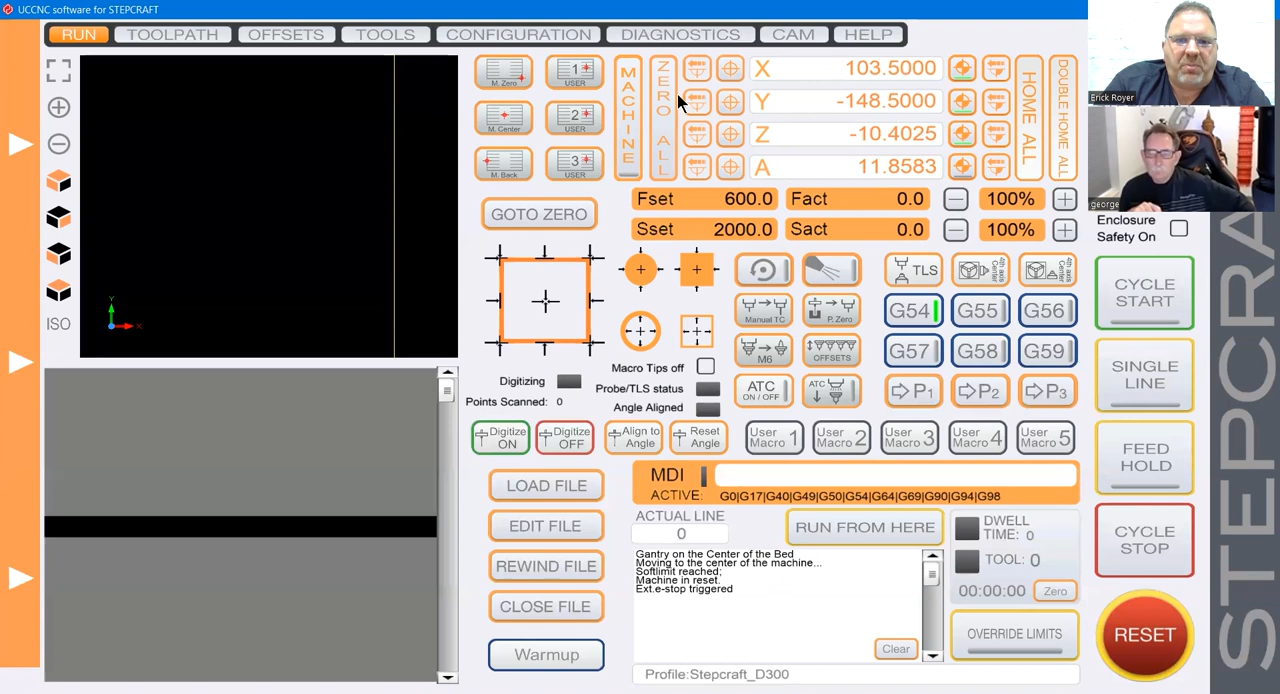 UCCNC software for STEPCRAFT
RUN
TOOLPATH
OFFSETS
TOOLS
CONFIGURATION
DIAGNOSTICS
CAM
HELP
ISO
Y
X
M. Zero
M. Center
M. Back
1
USER
2
USER
3
USER
MACHINE
ZERO ALL
X 103.5000
Y -148.5000
Z -10.4025
A 11.8583
HOME ALL
DOUBLE HOME ALL
Erick Royer
george
GOTO ZERO
Fset 600.0
Fact 0.0
100%
Sset 2000.0
Sact 0.0
100%
Enclosure
Safety On
TLS
4th axis
Center
4th axis
Center
Manual TC
P. Zero
G54
G55
G56
M6
OFFSETS
G57
G58
G59
Macro Tips off
Digitizing
Probe/TLS status
Points Scanned: 0
Angle Aligned
ATC
ON / OFF
ATC
P1
P2
P3
Digitize
ON
Digitize
OFF
Align to
Angle
Reset
Angle
User
Macro 1
User
Macro 2
User
Macro 3
User
Macro 4
User
Macro 5
CYCLE
START
SINGLE
LINE
FEED
HOLD
CYCLE
STOP
RESET
STEPCRAFT
LOAD FILE
EDIT FILE
REWIND FILE
CLOSE FILE
Warmup
MDI
ACTIVE: G0|G17|G40|G49|G50|G54|G64|G69|G90|G94|G98
ACTUAL LINE
0
RUN FROM HERE
DWELL
TIME: 0
TOOL: 0
00:00:00
Zero
Gantry on the Center of the Bed
Moving to the center of the machine...
Softlimit reached;
Machine in reset.
Ext.e-stop triggered
Clear
OVERRIDE LIMITS
Profile:Stepcraft_D300